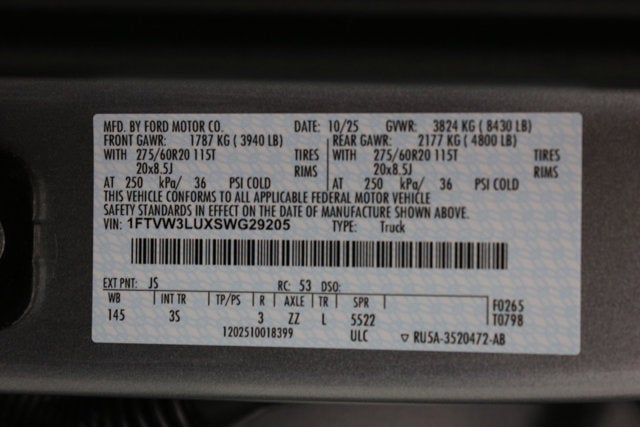 MFD. BY FORD MOTOR CO. DATE: 10/25 GVWR: 3824 KG ( 8430 LB)
FRONT GAWR: 1787 KG ( 3940 LB) REAR GAWR: 2177 KG ( 4800 LB)
WITH 275/60R20 115T TIRES WITH 275/60R20 115T TIRES
20x8.5J RIMS 20x8.5J RIMS
AT 250 kPa/ 36 PSI COLD AT 250 kPa/ 36 PSI COLD
THIS VEHICLE CONFORMS TO ALL APPLICABLE FEDERAL MOTOR VEHICLE
SAFETY STANDARDS IN EFFECT ON THE DATE OF MANUFACTURE SHOWN ABOVE.
VIN: 1FTVW3LUXSWG29205 TYPE: Truck
EXT PNT: JS RC: 53 DSO:
WB INT TR TP/PS R AXLE TR SPR F0265
145 3S 3 ZZ L 5522 T0798
1202510018399 ULC ▽ RU5A-3520472-AB